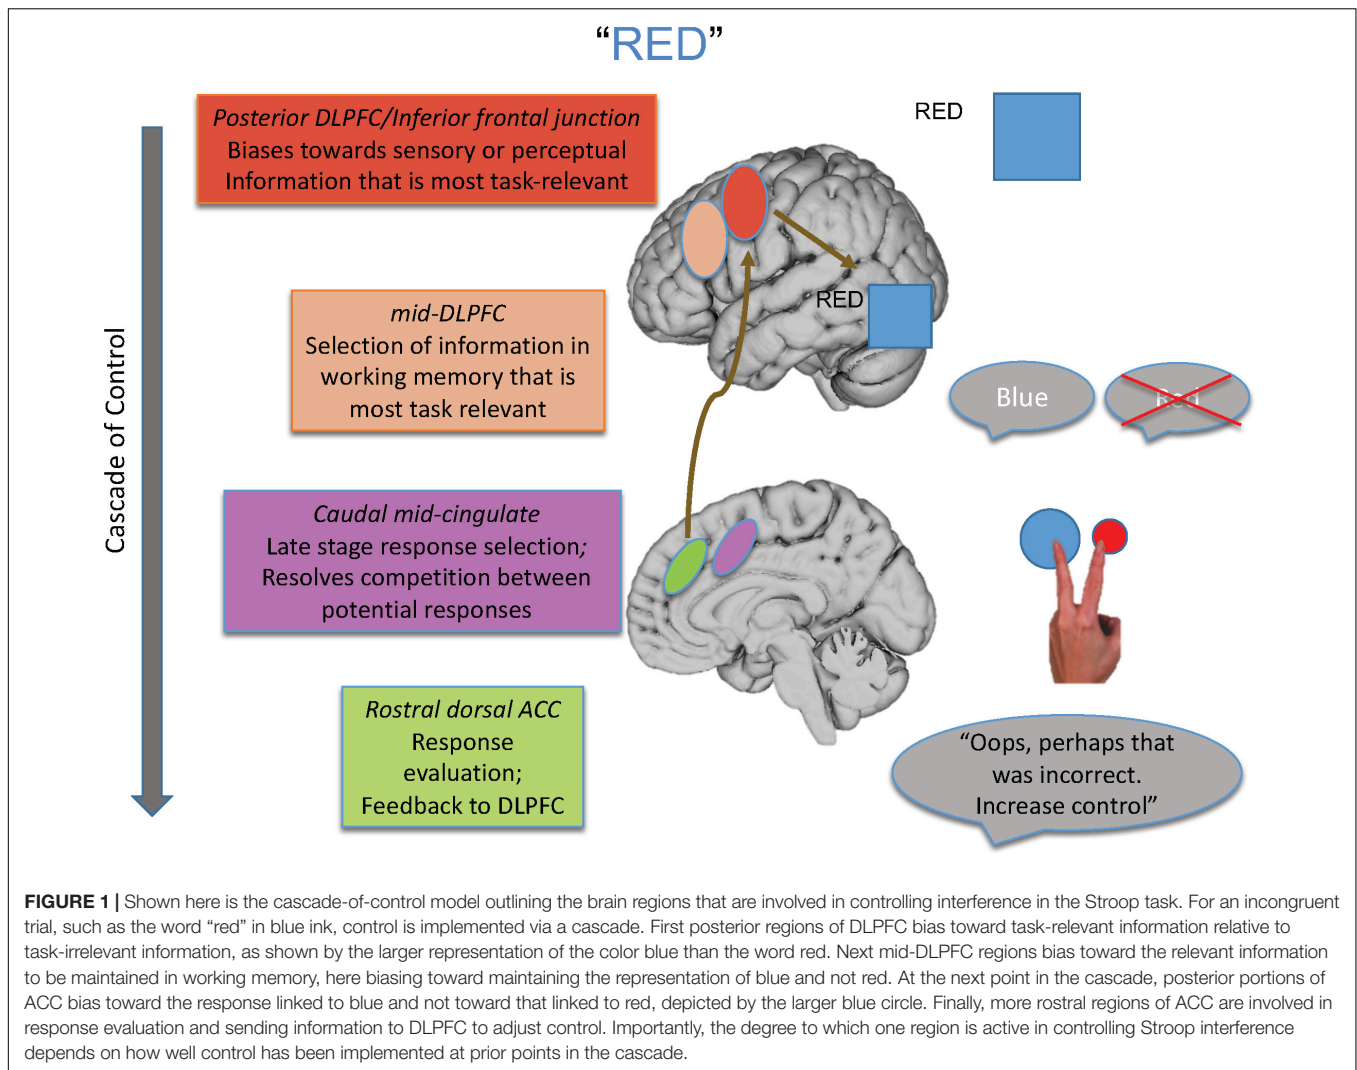 “RED”
Posterior DLPFC/Inferior frontal junction
Biases towards sensory or perceptual
Information that is most task-relevant
RED
mid-DLPFC
Selection of information in
working memory that is
most task relevant
RED
Blue
Red
Cascade of Control
Caudal mid-cingulate
Late stage response selection;
Resolves competition between
potential responses
Rostral dorsal ACC
Response
evaluation;
Feedback to DLPFC
“Oops, perhaps that
was incorrect.
Increase control”
FIGURE 1 | Shown here is the cascade-of-control model outlining the brain regions that are involved in controlling interference in the Stroop task. For an incongruent
trial, such as the word “red” in blue ink, control is implemented via a cascade. First posterior regions of DLPFC bias toward task-relevant information relative to
task-irrelevant information, as shown by the larger representation of the color blue than the word red. Next mid-DLPFC regions bias toward the relevant information
to be maintained in working memory, here biasing toward maintaining the representation of blue and not red. At the next point in the cascade, posterior portions of
ACC bias toward the response linked to blue and not toward that linked to red, depicted by the larger blue circle. Finally, more rostral regions of ACC are involved in
response evaluation and sending information to DLPFC to adjust control. Importantly, the degree to which one region is active in controlling Stroop interference
depends on how well control has been implemented at prior points in the cascade.